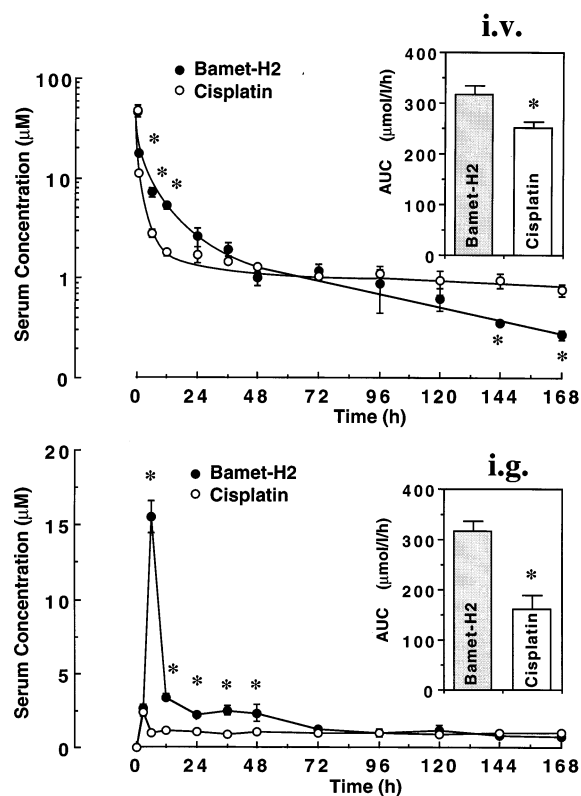 i.v.
Bamet-H2
Cisplatin
Serum Concentration (μM)
100
10
1
0
* * *
* *
0 24 48 72 96 120 144 168
Time (h)
AUC (μmol/l/h)
400
300
200
100
0
*
Bamet-H2
Cisplatin
i.g.
Bamet-H2
Cisplatin
Serum Concentration (μM)
20
15
10
5
0
*
* * * *
0 24 48 72 96 120 144 168
Time (h)
AUC (μmol/l/h)
400
300
200
100
0
*
Bamet-H2
Cisplatin